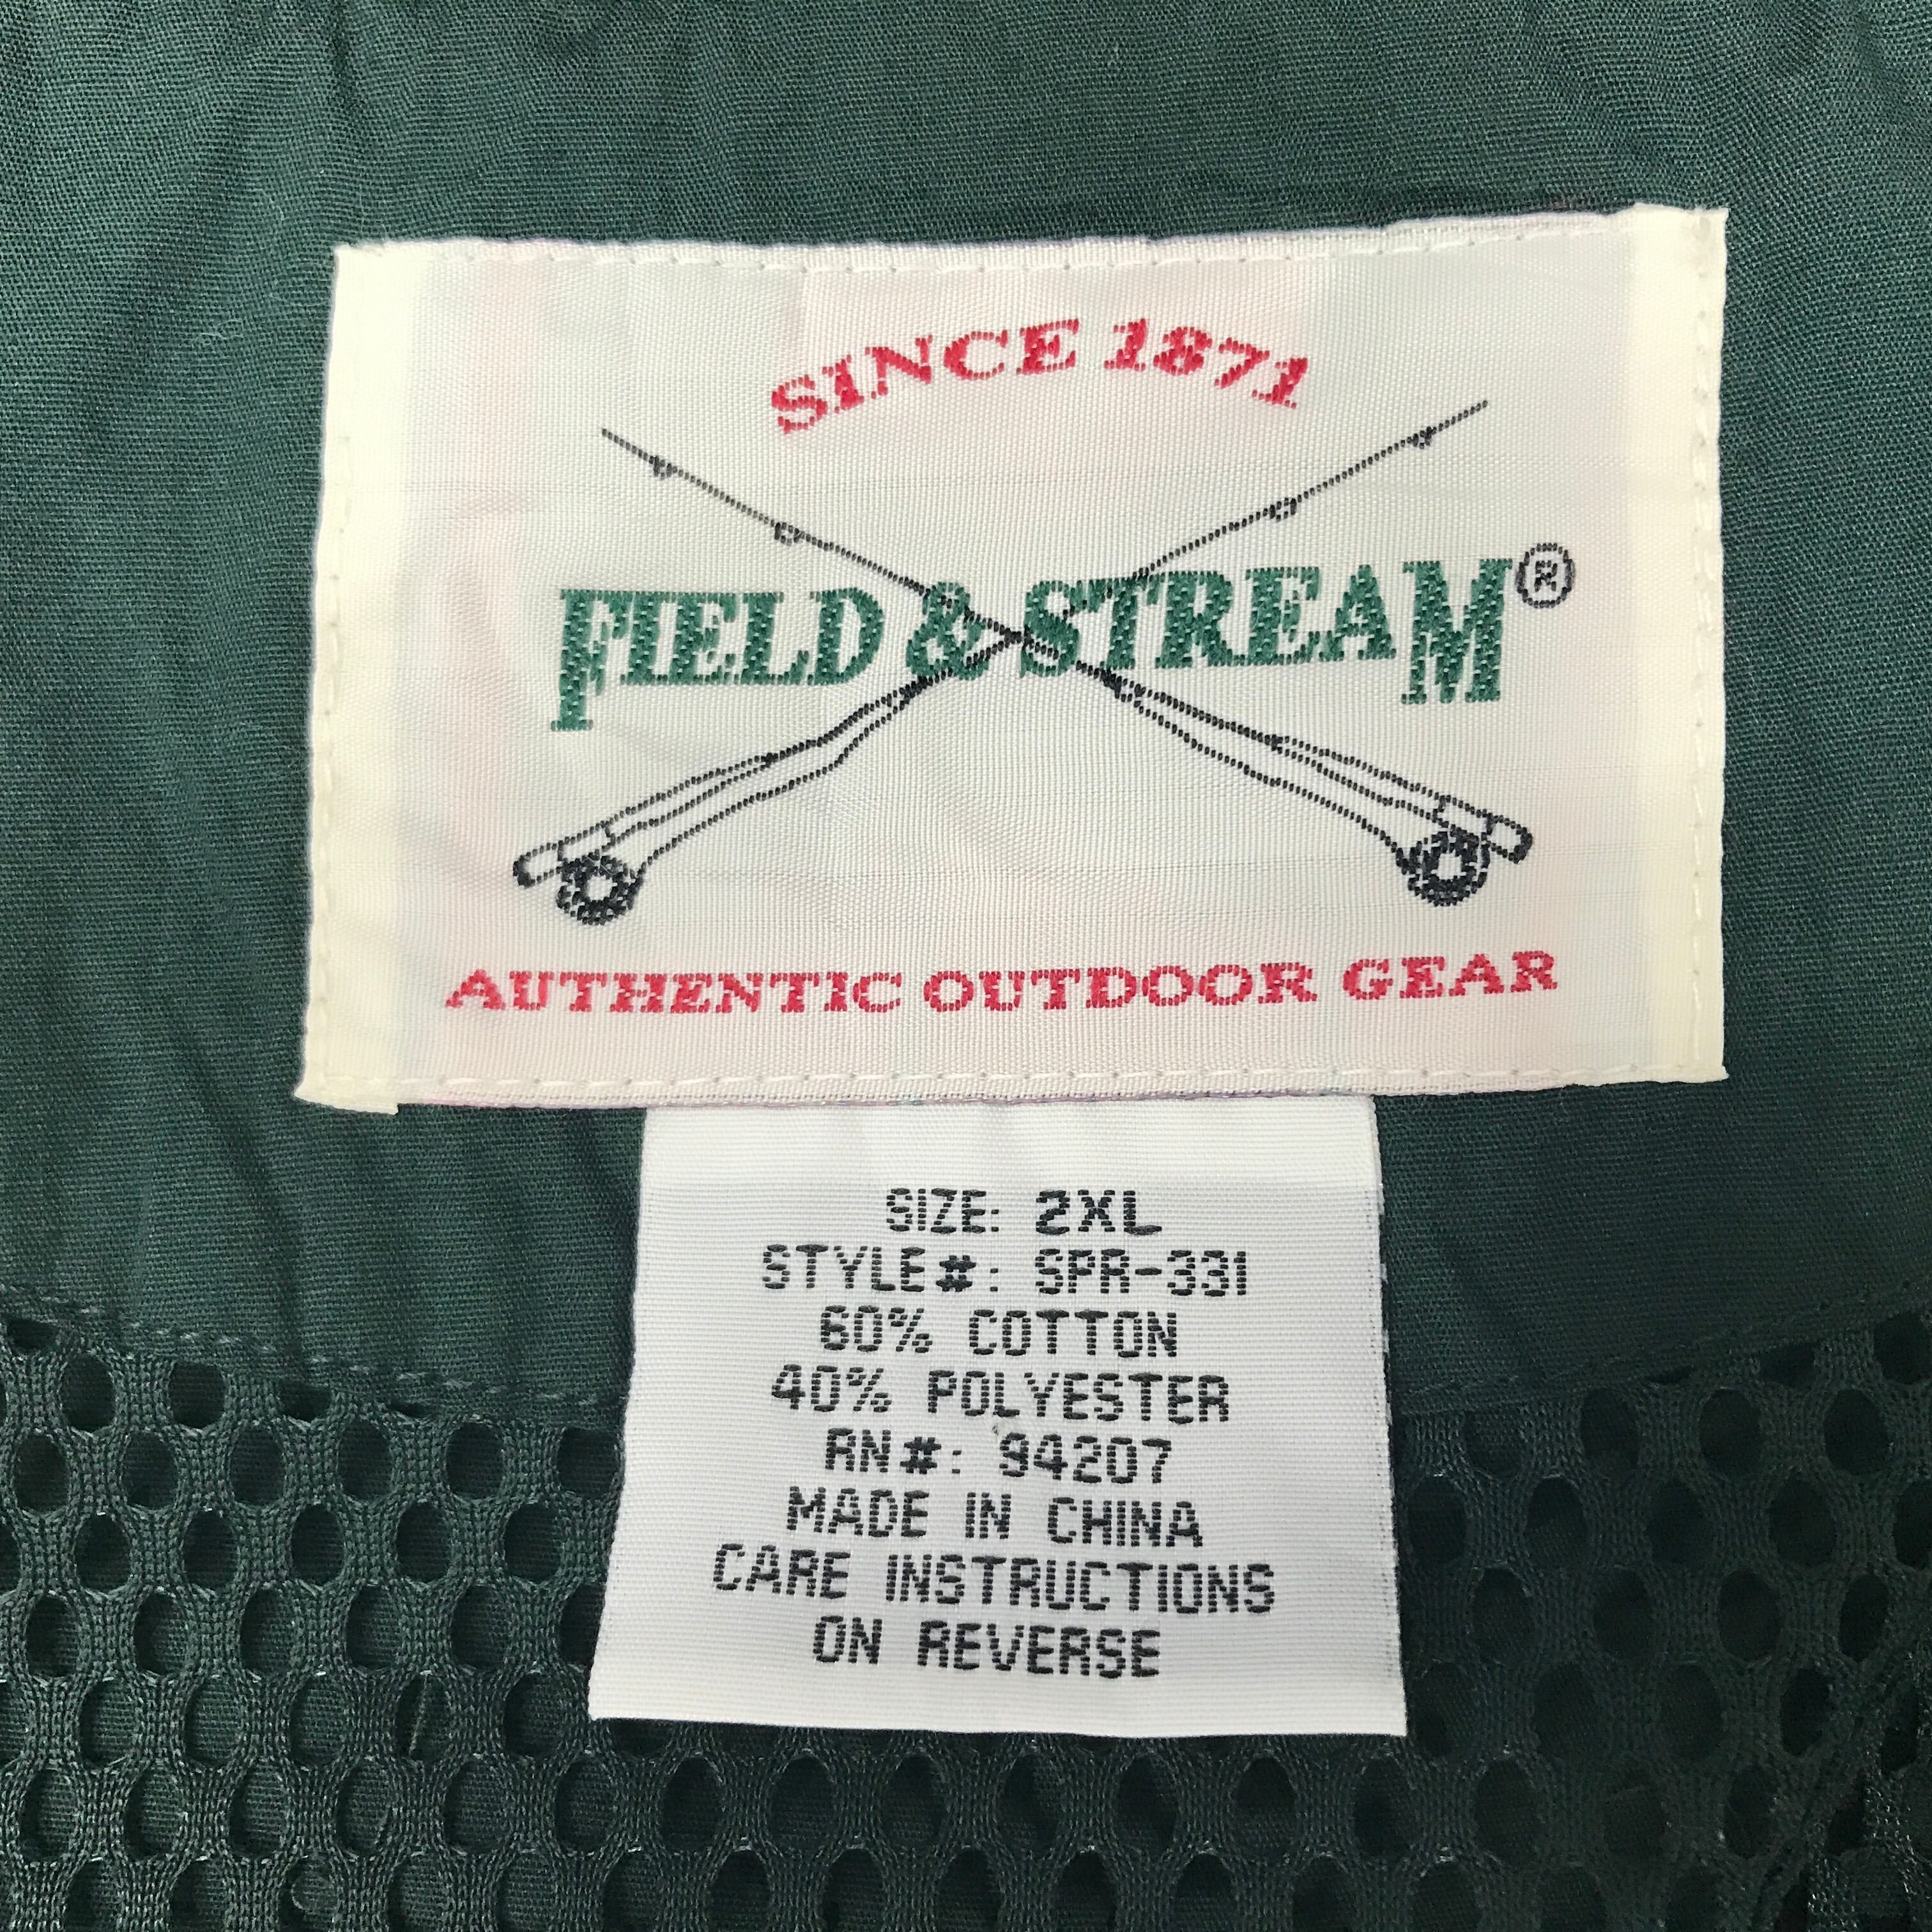 SINCE 1871
FIELD & STREAM®
AUTHENTIC OUTDOOR GEAR
SIZE: 2XL
STYLE#: SPR-331
60% COTTON
40% POLYESTER
RN#: 94207
MADE IN CHINA
CARE INSTRUCTIONS
ON REVERSE